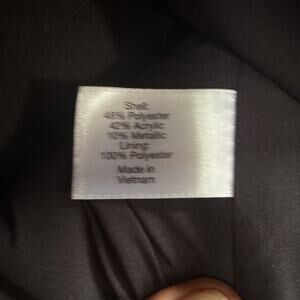 Shell:
48% Polyester
42% Acrylic
10% Metallic
Lining:
100% Polyester
Made in
Vietnam